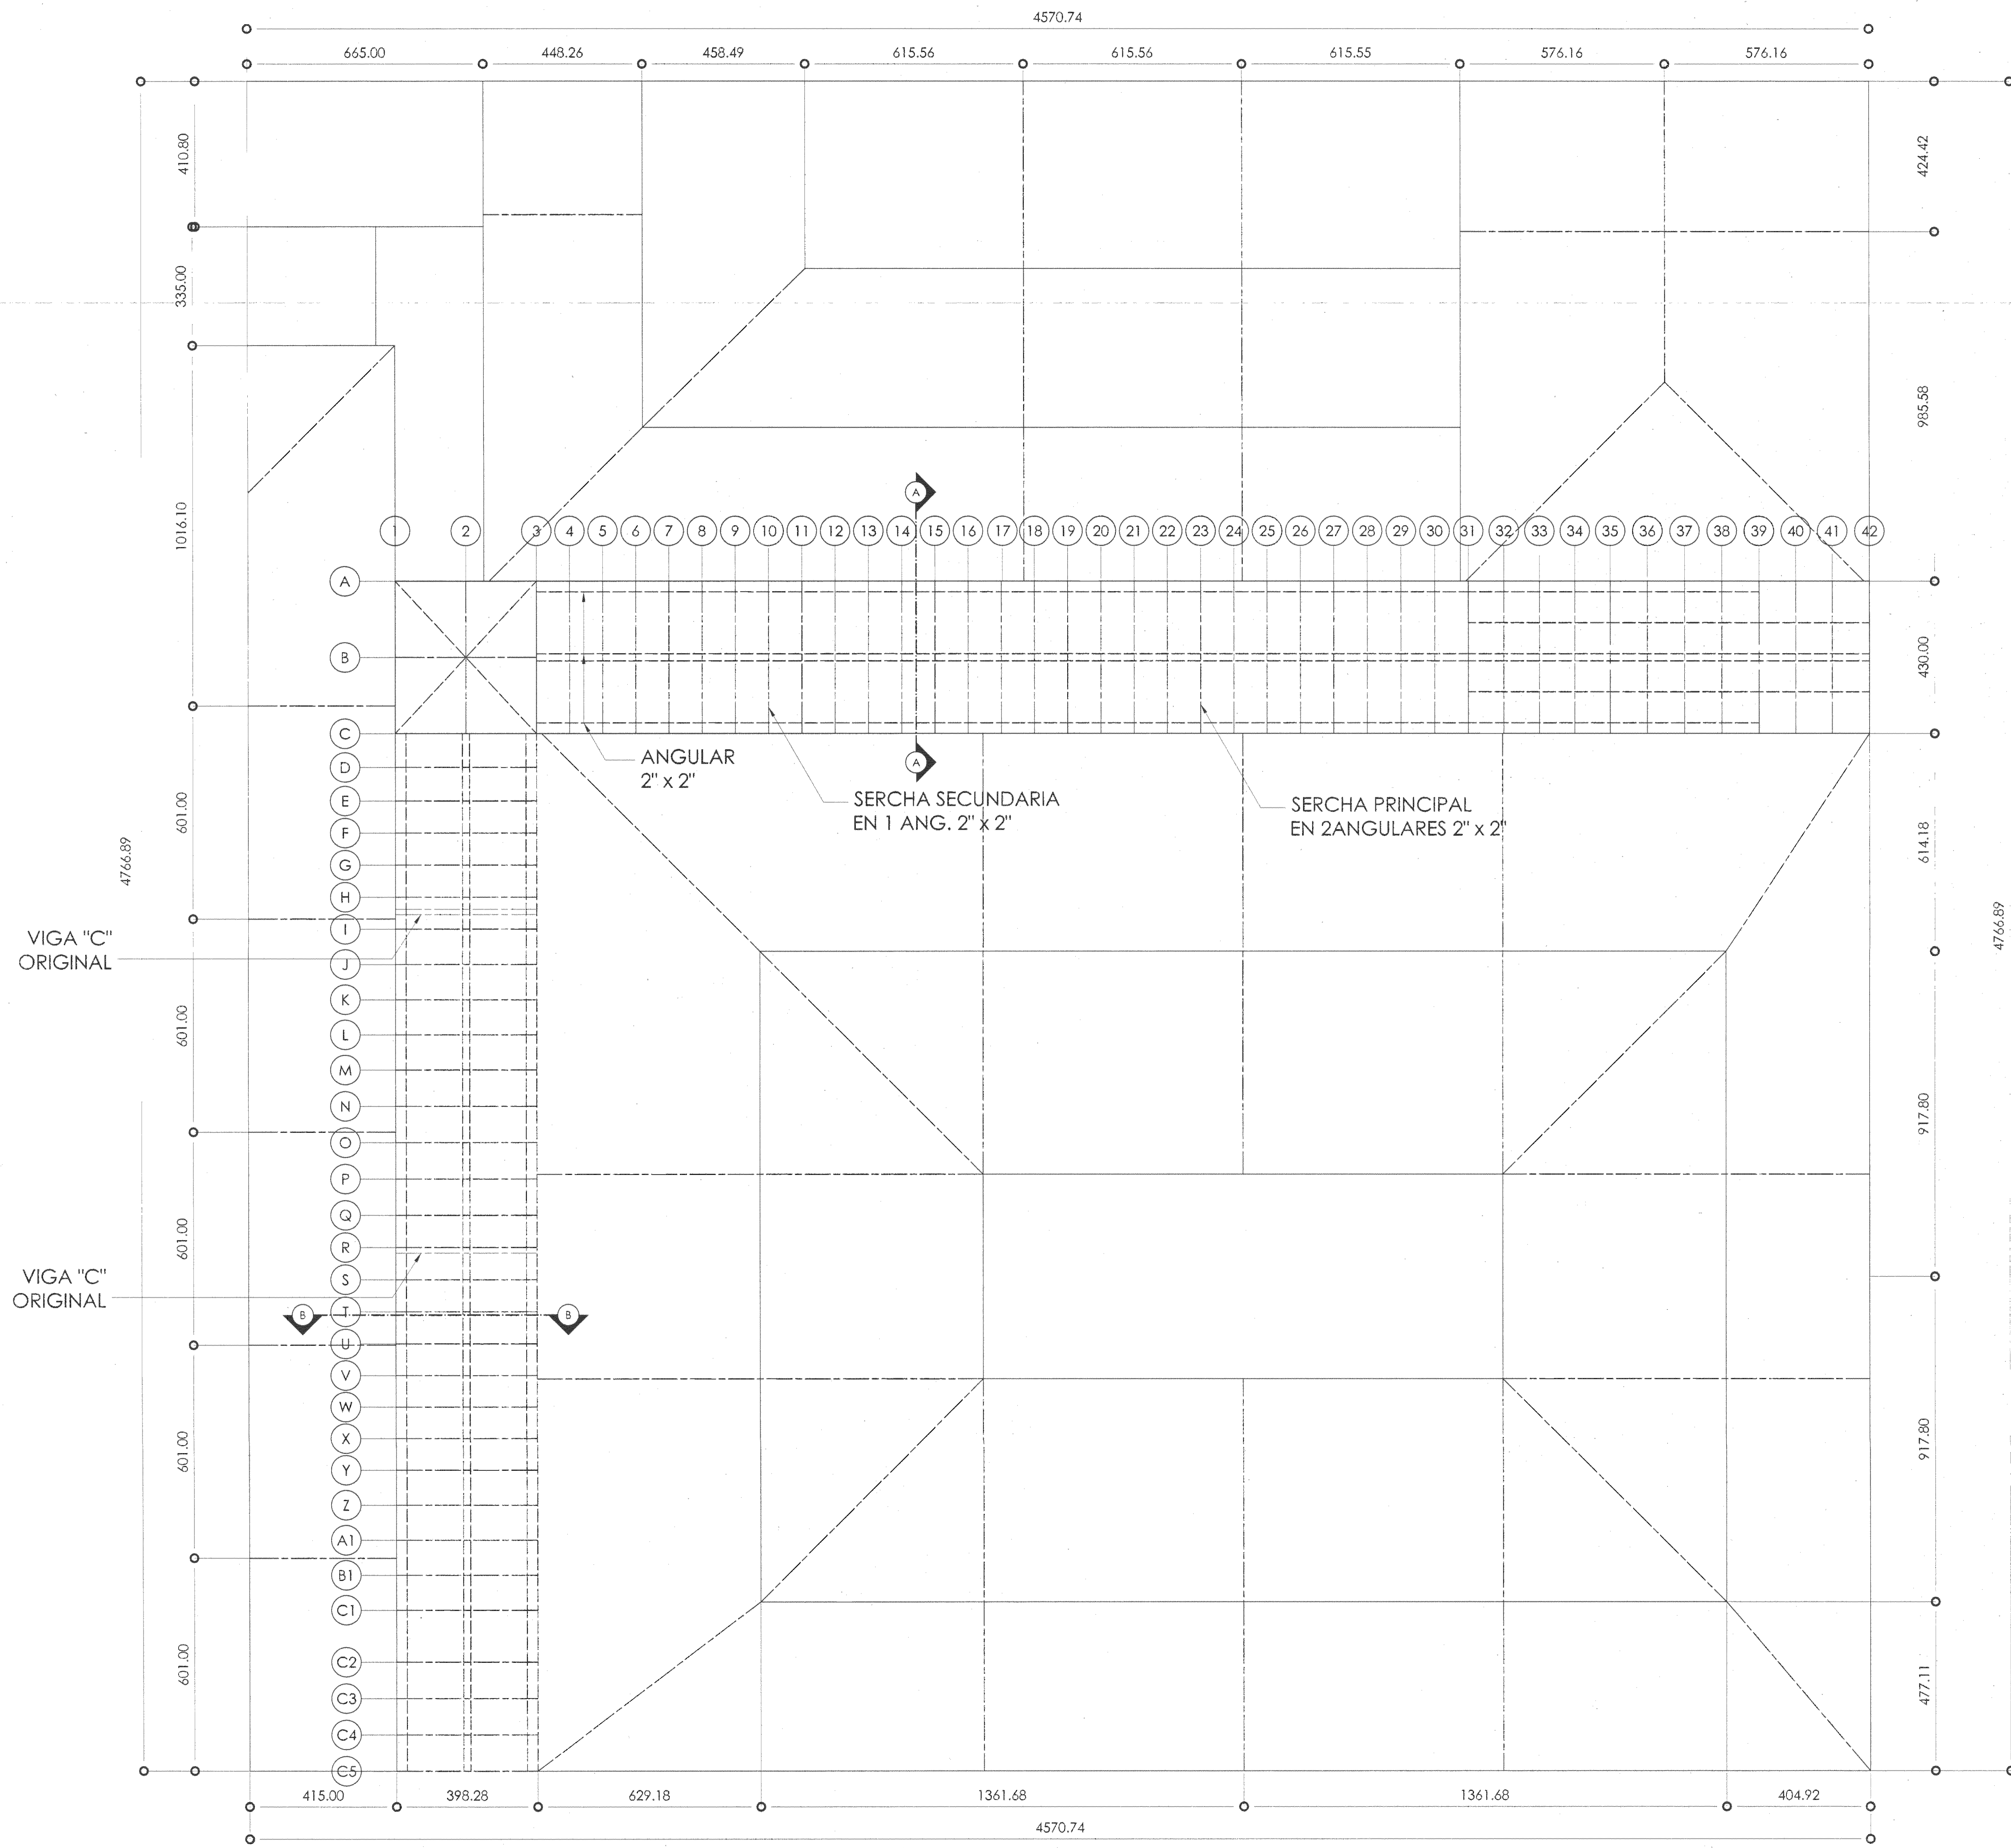 4570.74
665.00 448.26 458.49 615.56 615.56 615.55 576.16 576.16
410.80
335.00
1016.10
601.00
601.00
601.00
601.00
601.00
4766.89
424.42
985.58
430.00
614.18
917.80
917.80
477.11
4766.89
A
1 2 3 4 5 6 7 8 9 10 11 12 13 14 15 16 17 18 19 20 21 22 23 24 25 26 27 28 29 30 31 32 33 34 35 36 37 38 39 40 41 42
A
B
C
D
E
F
G
H
I
J
K
L
M
N
O
P
Q
R
S
T
U
V
W
X
Y
Z
A1
B1
C1
C2
C3
C4
C5
A
ANGULAR
2" x 2"
SERCHA SECUNDARIA
EN 1 ANG. 2" x 2"
SERCHA PRINCIPAL
EN 2ANGULARES 2" x 2"
VIGA "C"
ORIGINAL
VIGA "C"
ORIGINAL
B B
415.00 398.28 629.18 1361.68 1361.68 404.92
4570.74